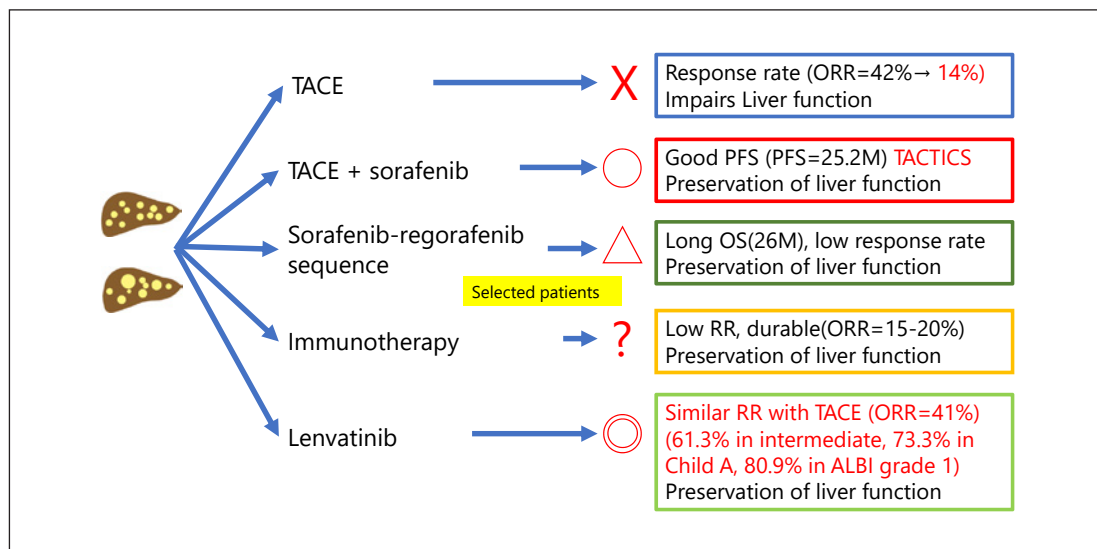 TACE
X
Response rate (ORR=42%→ 14%)
Impairs Liver function
TACE + sorafenib
Good PFS (PFS=25.2M) TACTICS
Preservation of liver function
Sorafenib-regorafenib
sequence
Long OS(26M), low response rate
Preservation of liver function
Selected patients
Immunotherapy
?
Low RR, durable(ORR=15-20%)
Preservation of liver function
Lenvatinib
Similar RR with TACE (ORR=41%)
(61.3% in intermediate, 73.3% in
Child A, 80.9% in ALBI grade 1)
Preservation of liver function